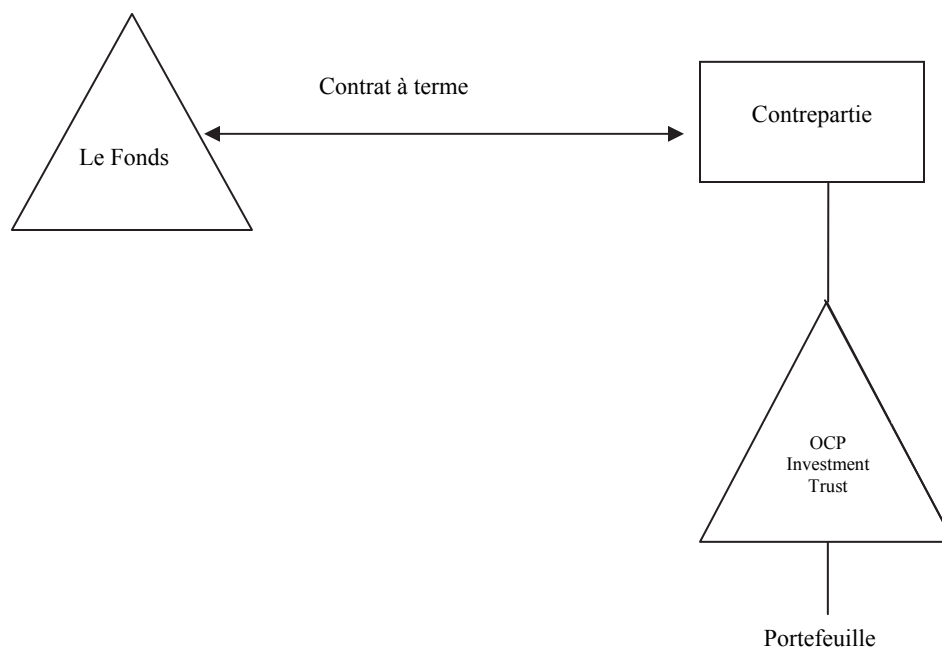 Contrat à terme
Contrepartie
Le Fonds
OCP
Investment
Trust
Portefeuille